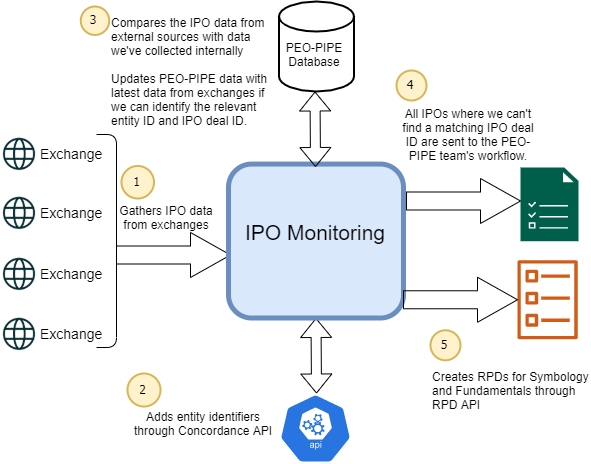 3
Compares the IPO data from
external sources with data
we've collected internally
Updates PEO-PIPE data with
latest data from exchanges if
we can identify the relevant
entity ID and IPO deal ID.
PEO-PIPE
Database
4
All IPOs where we can't
find a matching IPO deal
ID are sent to the PEO-
PIPE team's workflow.
Exchange
Exchange
Exchange
Exchange
1
Gathers IPO data
from exchanges
IPO Monitoring
5
Creates RPDs for Symbology
and Fundamentals through
RPD API
2
Adds entity identifiers
through Concordance API
api